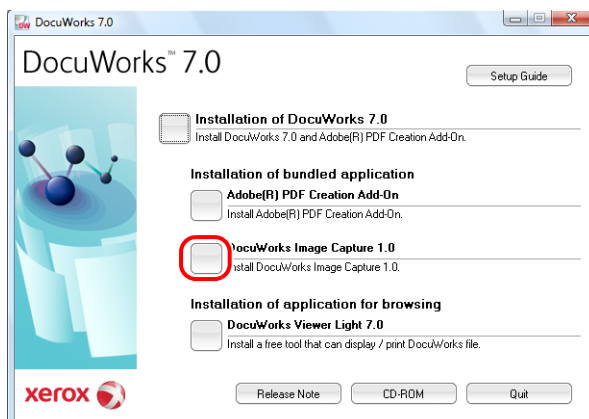 DocuWorks 7.0
DocuWorks™ 7.0
Setup Guide
Installation of DocuWorks 7.0
Install DocuWorks 7.0 and Adobe(R) PDF Creation Add-On.
Installation of bundled application
Adobe(R) PDF Creation Add-On
Install Adobe(R) PDF Creation Add-On.
DocuWorks Image Capture 1.0
Install DocuWorks Image Capture 1.0.
Installation of application for browsing
DocuWorks Viewer Light 7.0
Install a free tool that can display / print DocuWorks file.
xerox
Release Note
CD-ROM
Quit